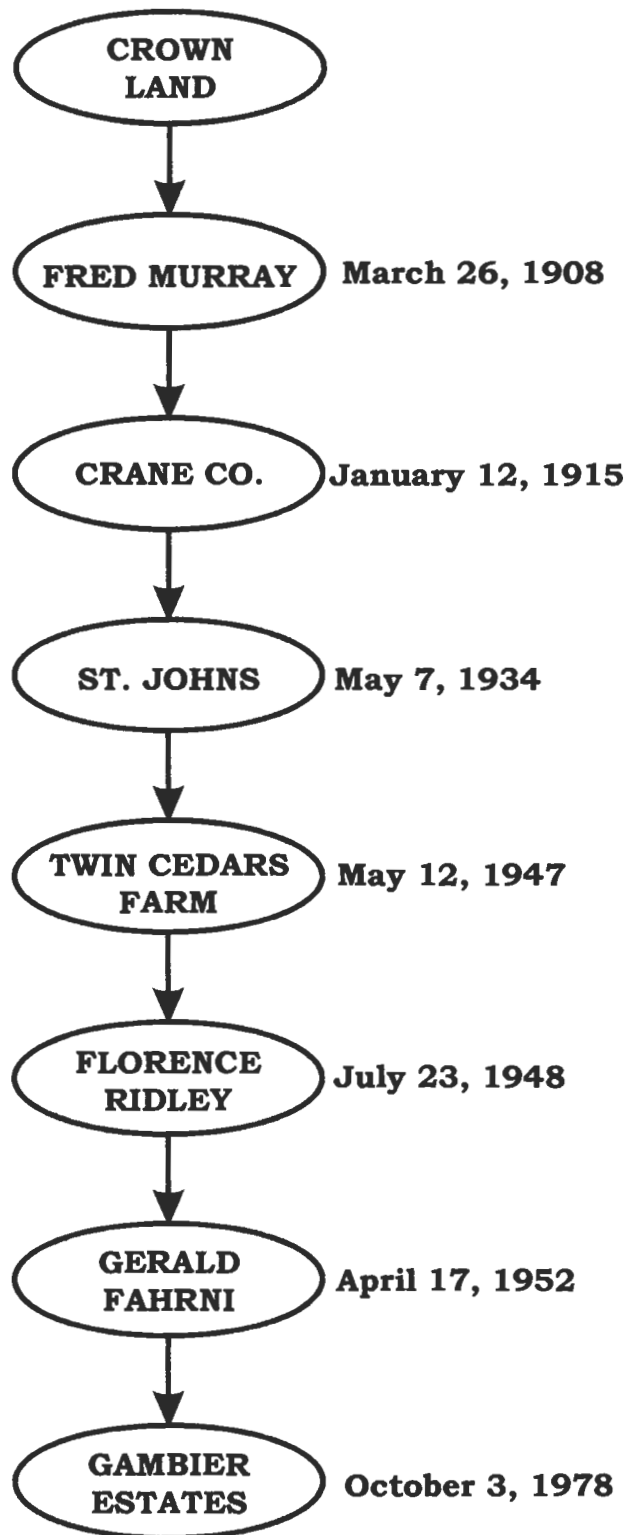 CROWN
LAND
FRED MURRAY March 26, 1908
CRANE CO. January 12, 1915
ST. JOHNS May 7, 1934
TWIN CEDARS
FARM
May 12, 1947
FLORENCE
RIDLEY
July 23, 1948
GERALD
FAHRNI
April 17, 1952
GAMBIER
ESTATES
October 3, 1978